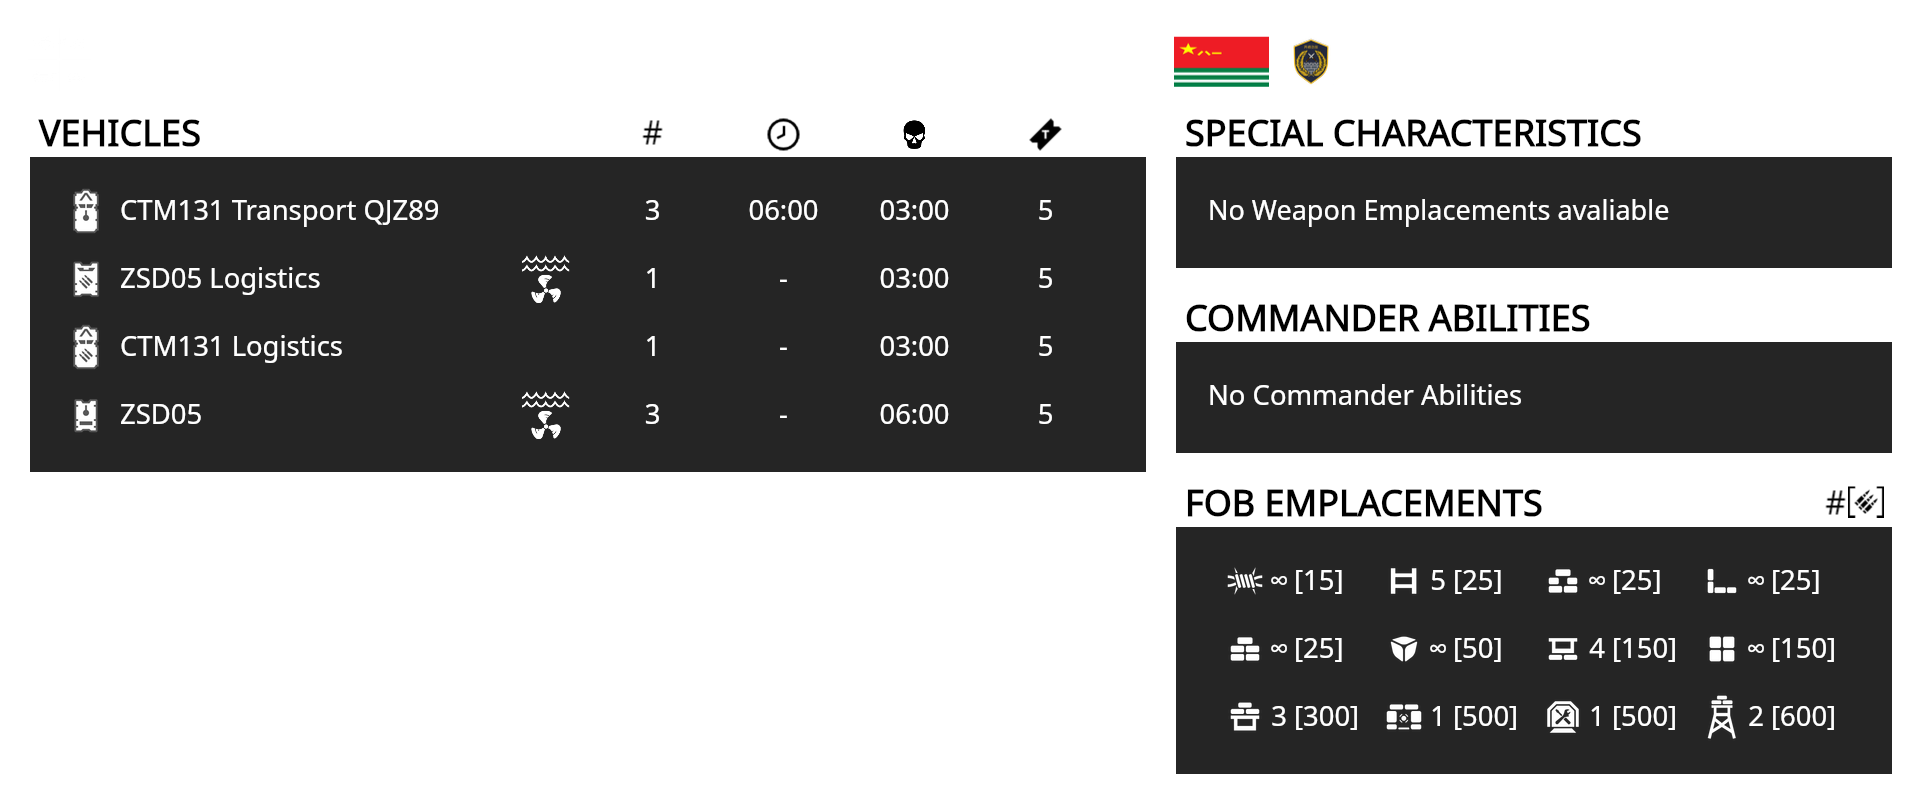 VEHICLES #
CTM131 Transport QJZ89 3 06:00 03:00 5
ZSD05 Logistics 1 - 03:00 5
CTM131 Logistics 1 - 03:00 5
ZSD05 3 - 06:00 5
SPECIAL CHARACTERISTICS
No Weapon Emplacements avaliable
COMMANDER ABILITIES
No Commander Abilities
FOB EMPLACEMENTS #[ ]
∞ [15] 5 [25] ∞ [25] ∞ [25]
∞ [25] ∞ [50] 4 [150] ∞ [150]
3 [300] 1 [500] 1 [500] 2 [600]